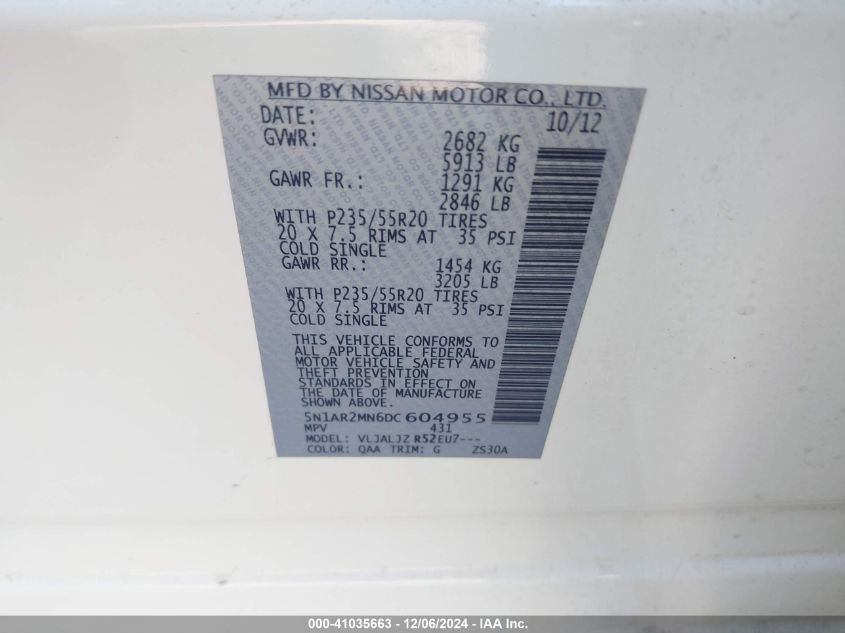 MFD BY NISSAN MOTOR CO., LTD.
DATE: 10/12
GVWR: 2682 KG
5913 LB
GAWR FR.: 1291 KG
2846 LB
WITH P235/55R20 TIRES
20 X 7.5 RIMS AT 35 PSI
COLD SINGLE
GAWR RR.: 1454 KG
3205 LB
WITH P235/55R20 TIRES
20 X 7.5 RIMS AT 35 PSI
COLD SINGLE
THIS VEHICLE CONFORMS TO
ALL APPLICABLE FEDERAL
MOTOR VEHICLE SAFETY AND
THEFT PREVENTION
STANDARDS IN EFFECT ON
THE DATE OF MANUFACTURE
SHOWN ABOVE.
5N1AR2MN6DC604955
MPV 431
MODEL: VLJALJZ R52EU7---
COLOR: QAA TRIM: G ZS30A
000-41035663 - 12/06/2024 - IAA Inc.